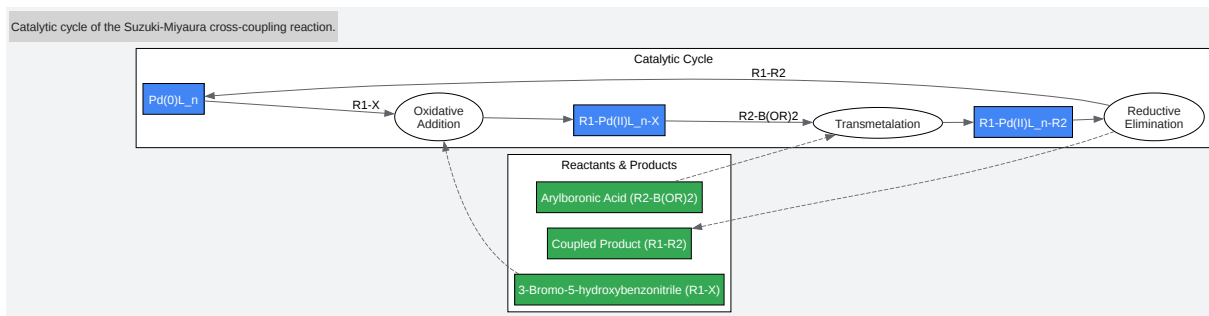 Catalytic cycle of the Suzuki-Miyaura cross-coupling reaction.
Catalytic Cycle
R1-R2
Pd(0)L_n
R1-X
Oxidative
Addition
R1-Pd(II)L_n-X
R2-B(OR)2
Transmetalation
R1-Pd(II)L_n-R2
Reductive
Elimination
Reactants & Products
Arylboronic Acid (R2-B(OR)2)
Coupled Product (R1-R2)
3-Bromo-5-hydroxybenzonitrile (R1-X)